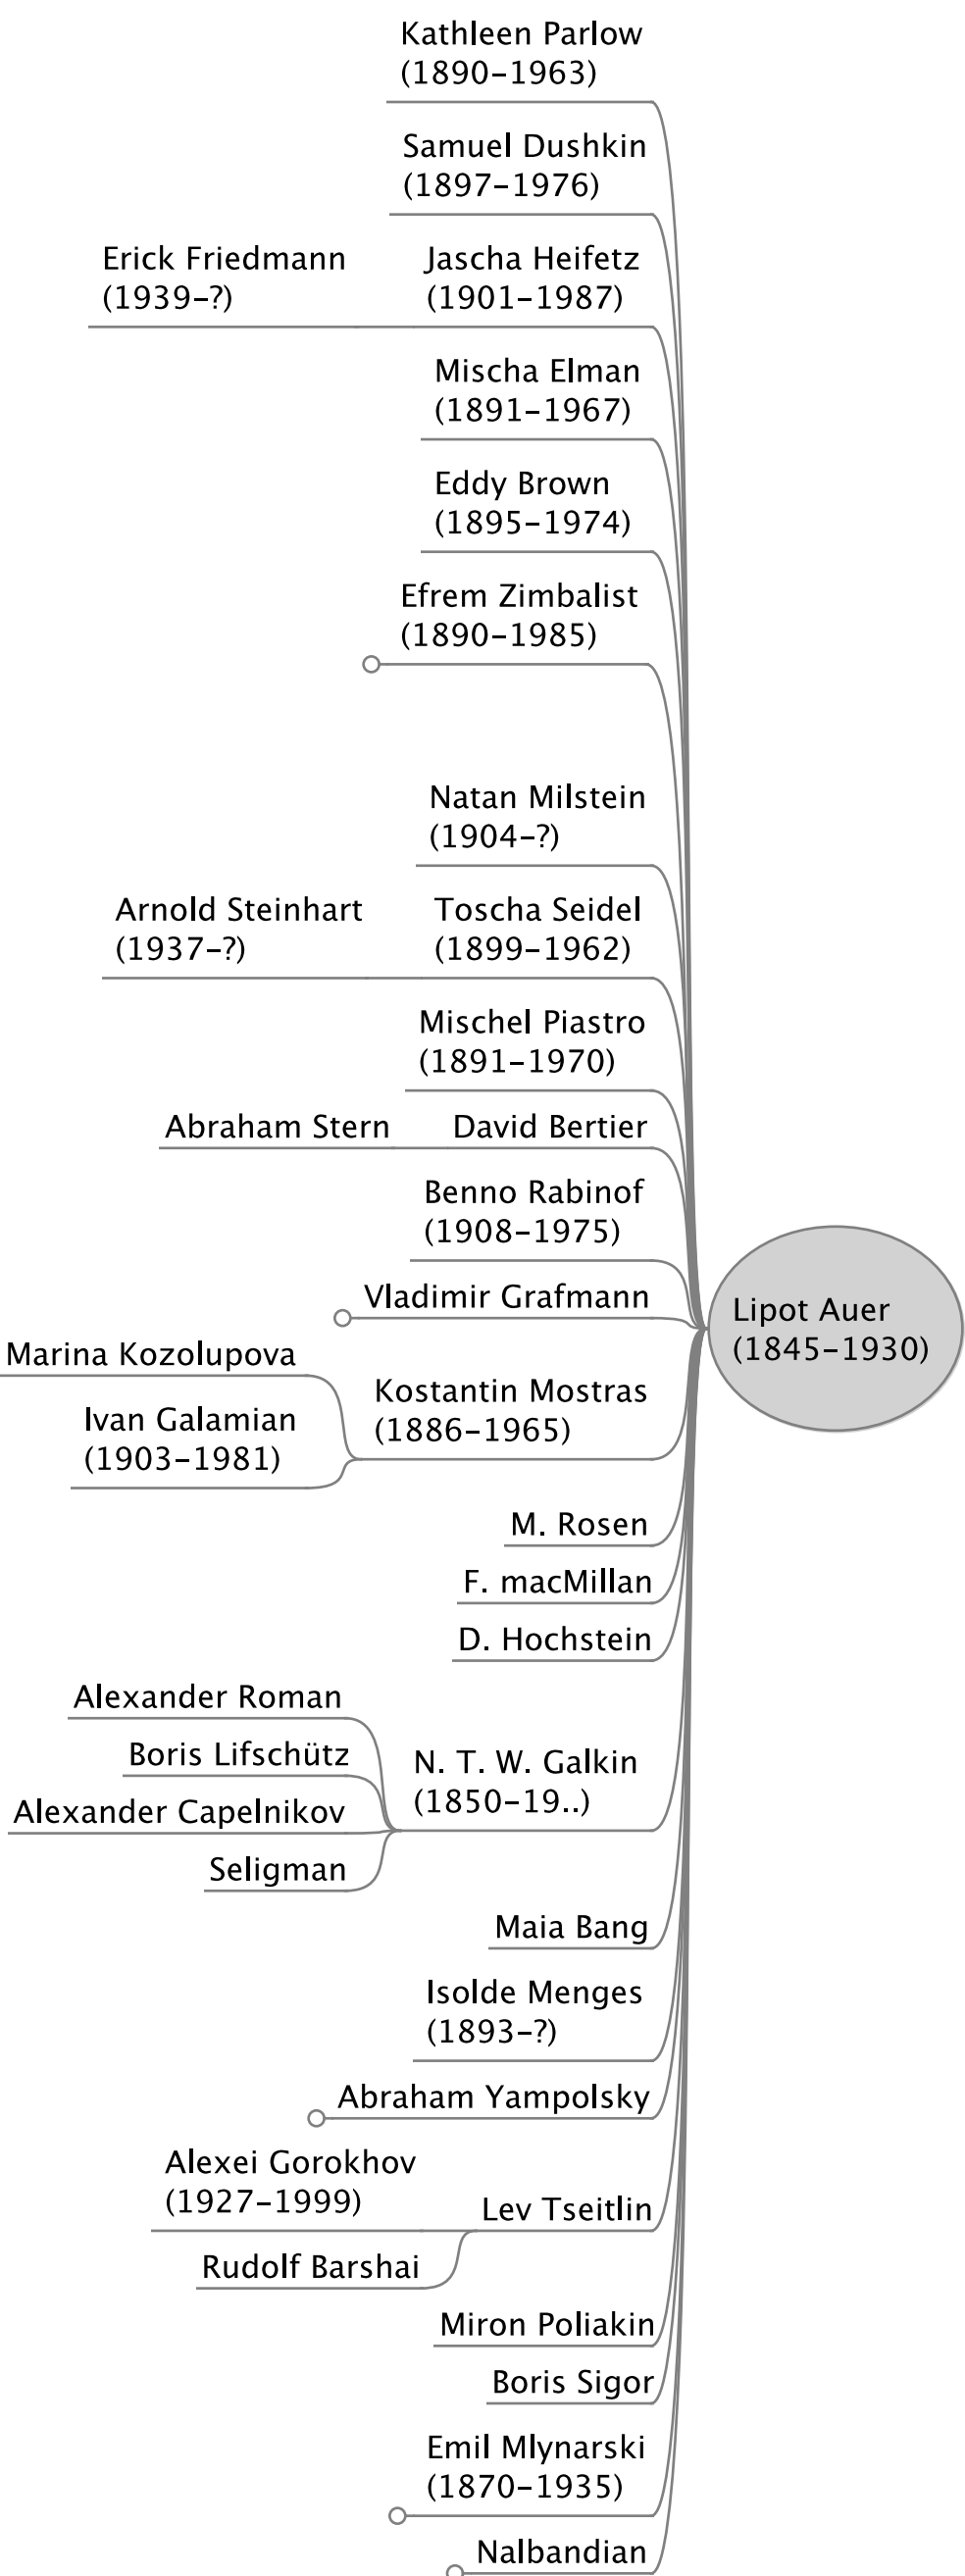 Kathleen Parlow
(1890–1963)
Samuel Dushkin
(1897–1976)
Erick Friedmann
(1939–?)
Jascha Heifetz
(1901–1987)
Mischa Elman
(1891–1967)
Eddy Brown
(1895–1974)
Efrem Zimbalist
(1890–1985)
Natan Milstein
(1904–?)
Arnold Steinhart
(1937–?)
Toscha Seidel
(1899–1962)
Mischel Piastro
(1891–1970)
Abraham Stern
David Bertier
Benno Rabinof
(1908–1975)
Vladimir Grafmann
Lipot Auer
(1845–1930)
Marina Kozolupova
Ivan Galamian
(1903–1981)
Kostantin Mostras
(1886–1965)
M. Rosen
F. macMillan
D. Hochstein
Alexander Roman
Boris Lifschütz
Alexander Capelnikov
Seligman
N. T. W. Galkin
(1850–19..)
Maia Bang
Isolde Menges
(1893–?)
Abraham Yampolsky
Alexei Gorokhov
(1927–1999)
Rudolf Barshai
Lev Tseitlin
Miron Poliakin
Boris Sigor
Emil Mlynarski
(1870–1935)
Nalbandian